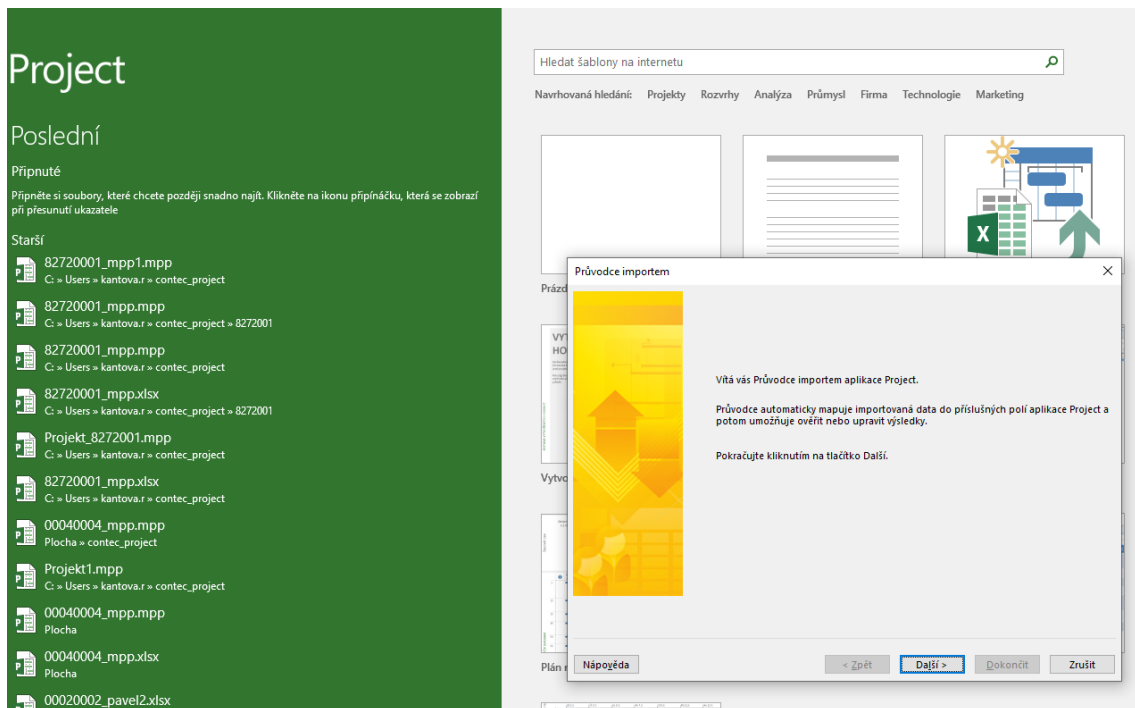 Project
Poslední
Připnuté
Připněte si soubory, které chcete později snadno najít. Klikněte na ikonu připínáčku, která se zobrazí
při přesunutí ukazatele
Starší
82720001_mpp1.mpp
C: » Users » kantova.r » contec_project
82720001_mpp.mpp
C: » Users » kantova.r » contec_project » 8272001
82720001_mpp.mpp
C: » Users » kantova.r » contec_project
82720001_mpp.xlsx
C: » Users » kantova.r » contec_project » 8272001
Projekt_8272001.mpp
C: » Users » kantova.r » contec_project
82720001_mpp.xlsx
C: » Users » kantova.r » contec_project
00040004_mpp.mpp
Plocha » contec_project
Projekt1.mpp
C: » Users » kantova.r » contec_project
00040004_mpp.mpp
Plocha
00040004_mpp.xlsx
Plocha
00020002_pavel2.xlsx
Hledat šablony na internetu
Navrhovaná hledání: Projekty Rozvrhy Analýza Průmysl Firma Technologie Marketing
X
Prázd
VYT
HO
Vytvo
Plán r
Průvodce importem
Vítá vás Průvodce importem aplikace Project.
Průvodce automaticky mapuje importovaná data do příslušných polí aplikace Project a
potom umožňuje ověřit nebo upravit výsledky.
Pokračujte kliknutím na tlačítko Další.
Nápověda < Zpět Další > Dokončit Zrušit